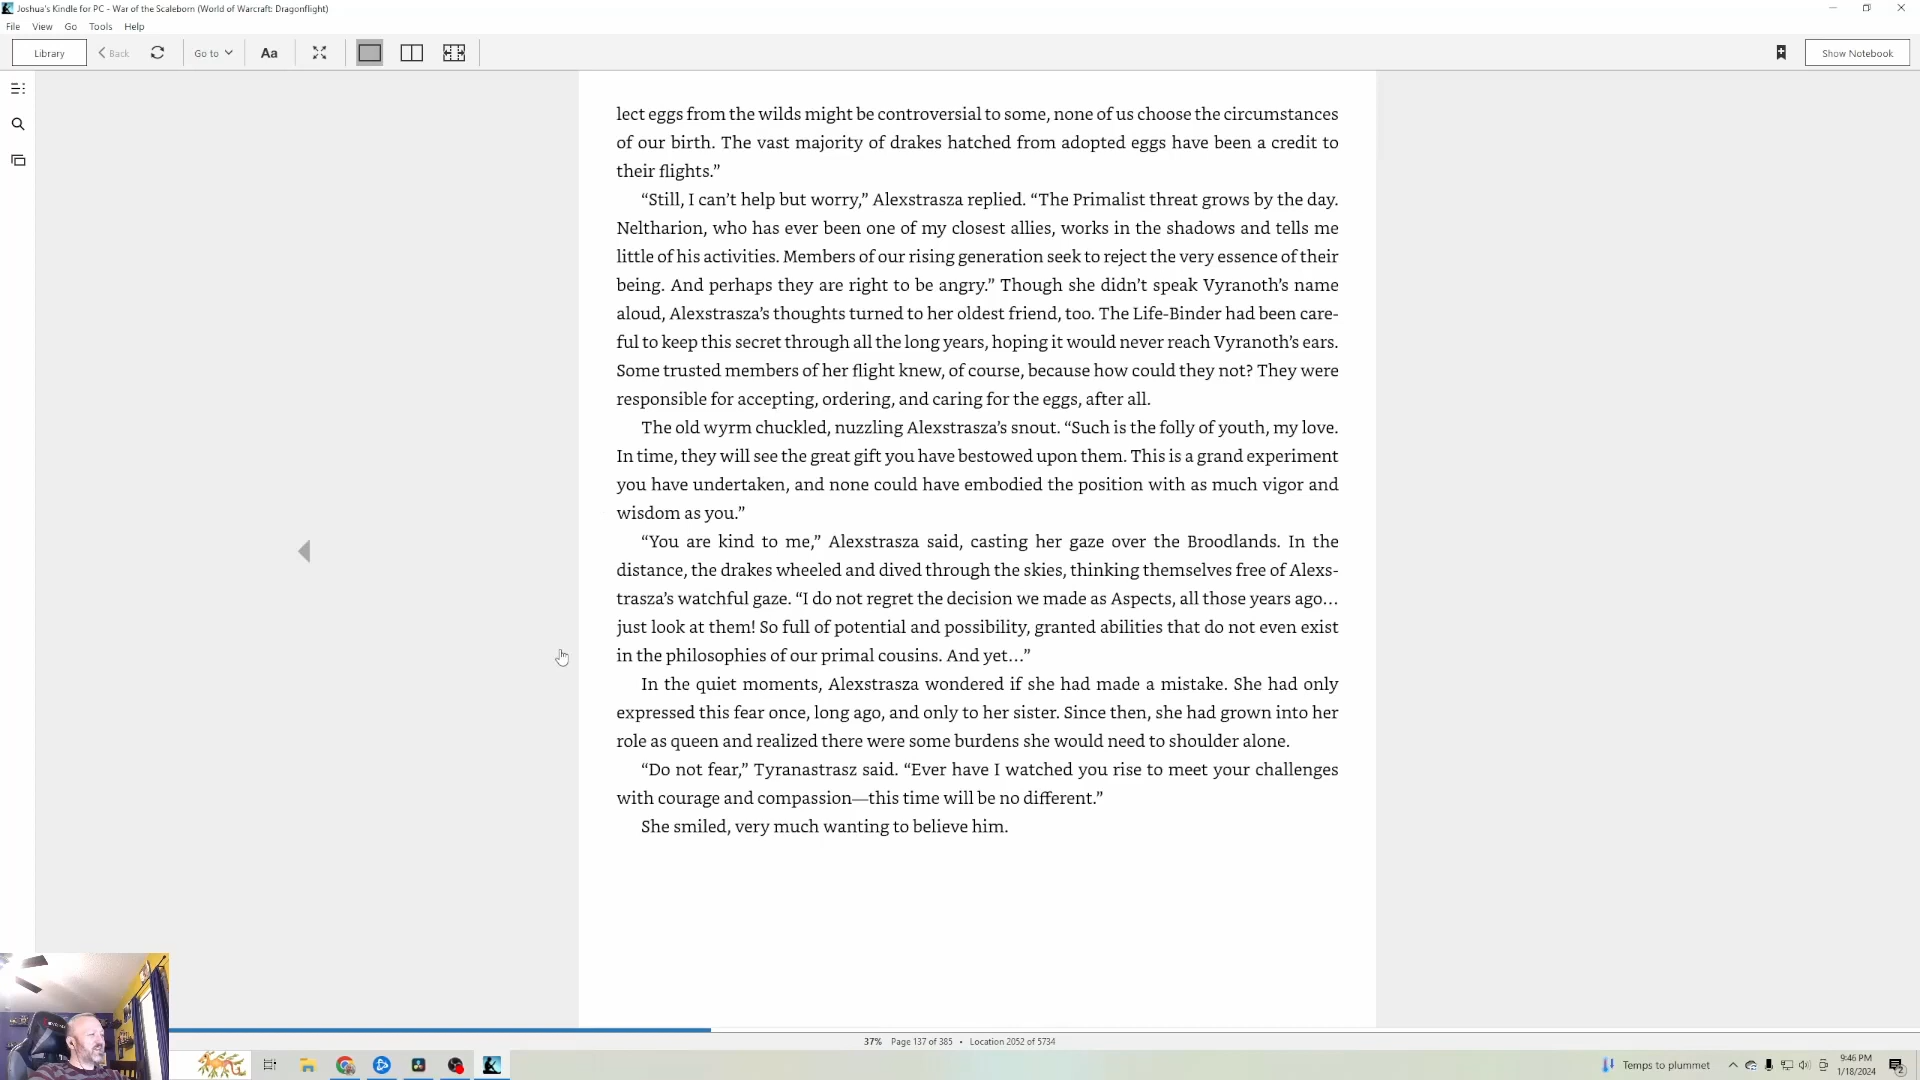 Joshua's Kindle for PC - War of the Scaleborn (World of Warcraft: Dragonflight)
File View Go Tools Help
Library Back Go to Aa Show Notebook
lect eggs from the wilds might be controversial to some, none of us choose the circumstances
of our birth. The vast majority of drakes hatched from adopted eggs have been a credit to
their flights.”
“Still, I can’t help but worry,” Alexstrasza replied. “The Primalist threat grows by the day.
Neltharion, who has ever been one of my closest allies, works in the shadows and tells me
little of his activities. Members of our rising generation seek to reject the very essence of their
being. And perhaps they are right to be angry.” Though she didn’t speak Vyranoth’s name
aloud, Alexstrasza’s thoughts turned to her oldest friend, too. The Life-Binder had been care-
ful to keep this secret through all the long years, hoping it would never reach Vyranoth’s ears.
Some trusted members of her flight knew, of course, because how could they not? They were
responsible for accepting, ordering, and caring for the eggs, after all.
The old wyrm chuckled, nuzzling Alexstrasza’s snout. “Such is the folly of youth, my love.
In time, they will see the great gift you have bestowed upon them. This is a grand experiment
you have undertaken, and none could have embodied the position with as much vigor and
wisdom as you.”
“You are kind to me,” Alexstrasza said, casting her gaze over the Broodlands. In the
distance, the drakes wheeled and dived through the skies, thinking themselves free of Alexs-
trasza’s watchful gaze. “I do not regret the decision we made as Aspects, all those years ago…
just look at them! So full of potential and possibility, granted abilities that do not even exist
in the philosophies of our primal cousins. And yet…”
In the quiet moments, Alexstrasza wondered if she had made a mistake. She had only
expressed this fear once, long ago, and only to her sister. Since then, she had grown into her
role as queen and realized there were some burdens she would need to shoulder alone.
“Do not fear,” Tyranastrasz said. “Ever have I watched you rise to meet your challenges
with courage and compassion—this time will be no different.”
She smiled, very much wanting to believe him.
37% Page 137 of 385 • Location 2052 of 5734
Temps to plummet
9:46 PM
1/18/2024
2